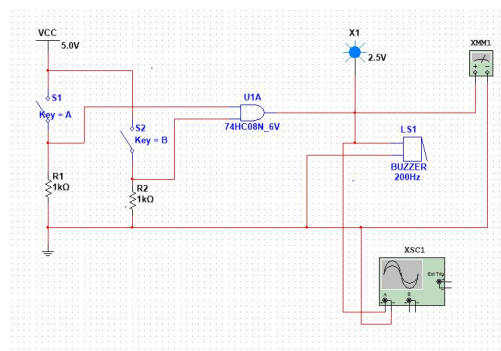 VCC
5.0V
X1
2.5V
XMM1
S1
Key = A
U1A
74HC08N_6V
S2
Key = B
LS1
BUZZER
200Hz
R1
1kΩ
R2
1kΩ
XSC1
Ext Trig
A
B